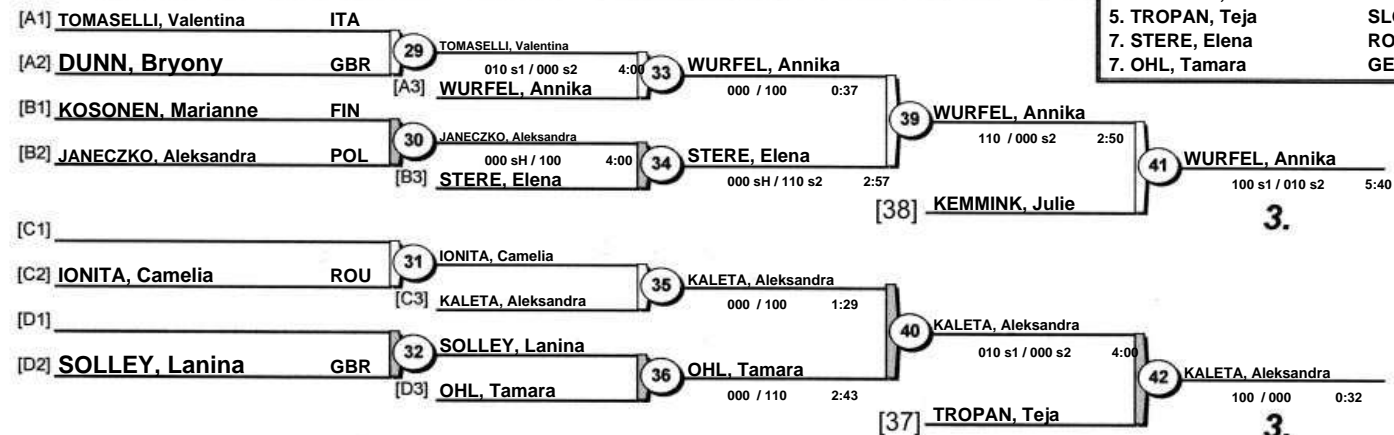 5. TROPAN, Teja SL
7. STERE, Elena RO
7. OHL, Tamara GE
[A1] TOMASELLI, Valentina ITA
[A2] DUNN, Bryony GBR
29
TOMASELLI, Valentina
010 s1 / 000 s2 4:00
[A3] WURFEL, Annika
33
WURFEL, Annika
000 / 100 0:37
[B1] KOSONEN, Marianne FIN
[B2] JANECZKO, Aleksandra POL
30
JANECZKO, Aleksandra
000 sH / 100 4:00
[B3] STERE, Elena
34
STERE, Elena
000 sH / 110 s2 2:57
39
WURFEL, Annika
110 / 000 s2 2:50
[38] KEMMINK, Julie
41
WURFEL, Annika
100 s1 / 010 s2 5:40
3.
[C1]
[C2] IONITA, Camelia ROU
31
IONITA, Camelia
[C3] KALETA, Aleksandra
35
KALETA, Aleksandra
000 / 100 1:29
[D1]
[D2] SOLLEY, Lanina GBR
32
SOLLEY, Lanina
[D3] OHL, Tamara
36
OHL, Tamara
000 / 110 2:43
40
KALETA, Aleksandra
010 s1 / 000 s2 4:00
[37] TROPAN, Teja
42
KALETA, Aleksandra
100 / 000 0:32
3.